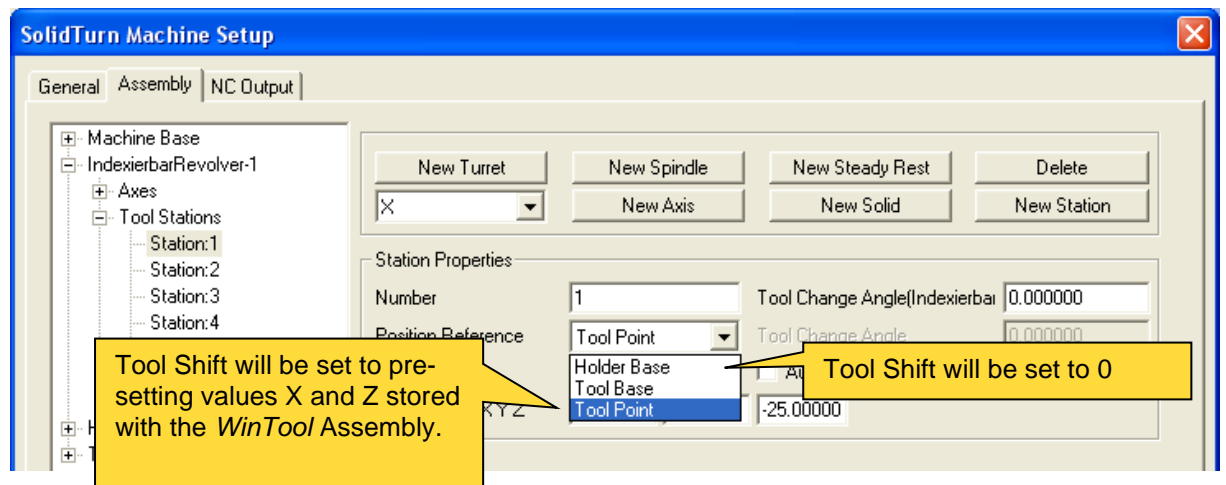 SolidTurn Machine Setup
General Assembly NC Output
Machine Base
IndexierbarRevolver-1
Axes
Tool Stations
Station:1
Station:2
Station:3
Station:4
New Turret New Spindle New Steady Rest Delete
X New Axis New Solid New Station
Station Properties
Number 1 Tool Change Angle(Indexierbar 0.000000
Position Reference Tool Point Tool Change Angle 0.000000
Holder Base
Tool Base
Tool Point
X Y Z -25.00000
Tool Shift will be set to pre-
setting values X and Z stored
with the WinTool Assembly.
Tool Shift will be set to 0